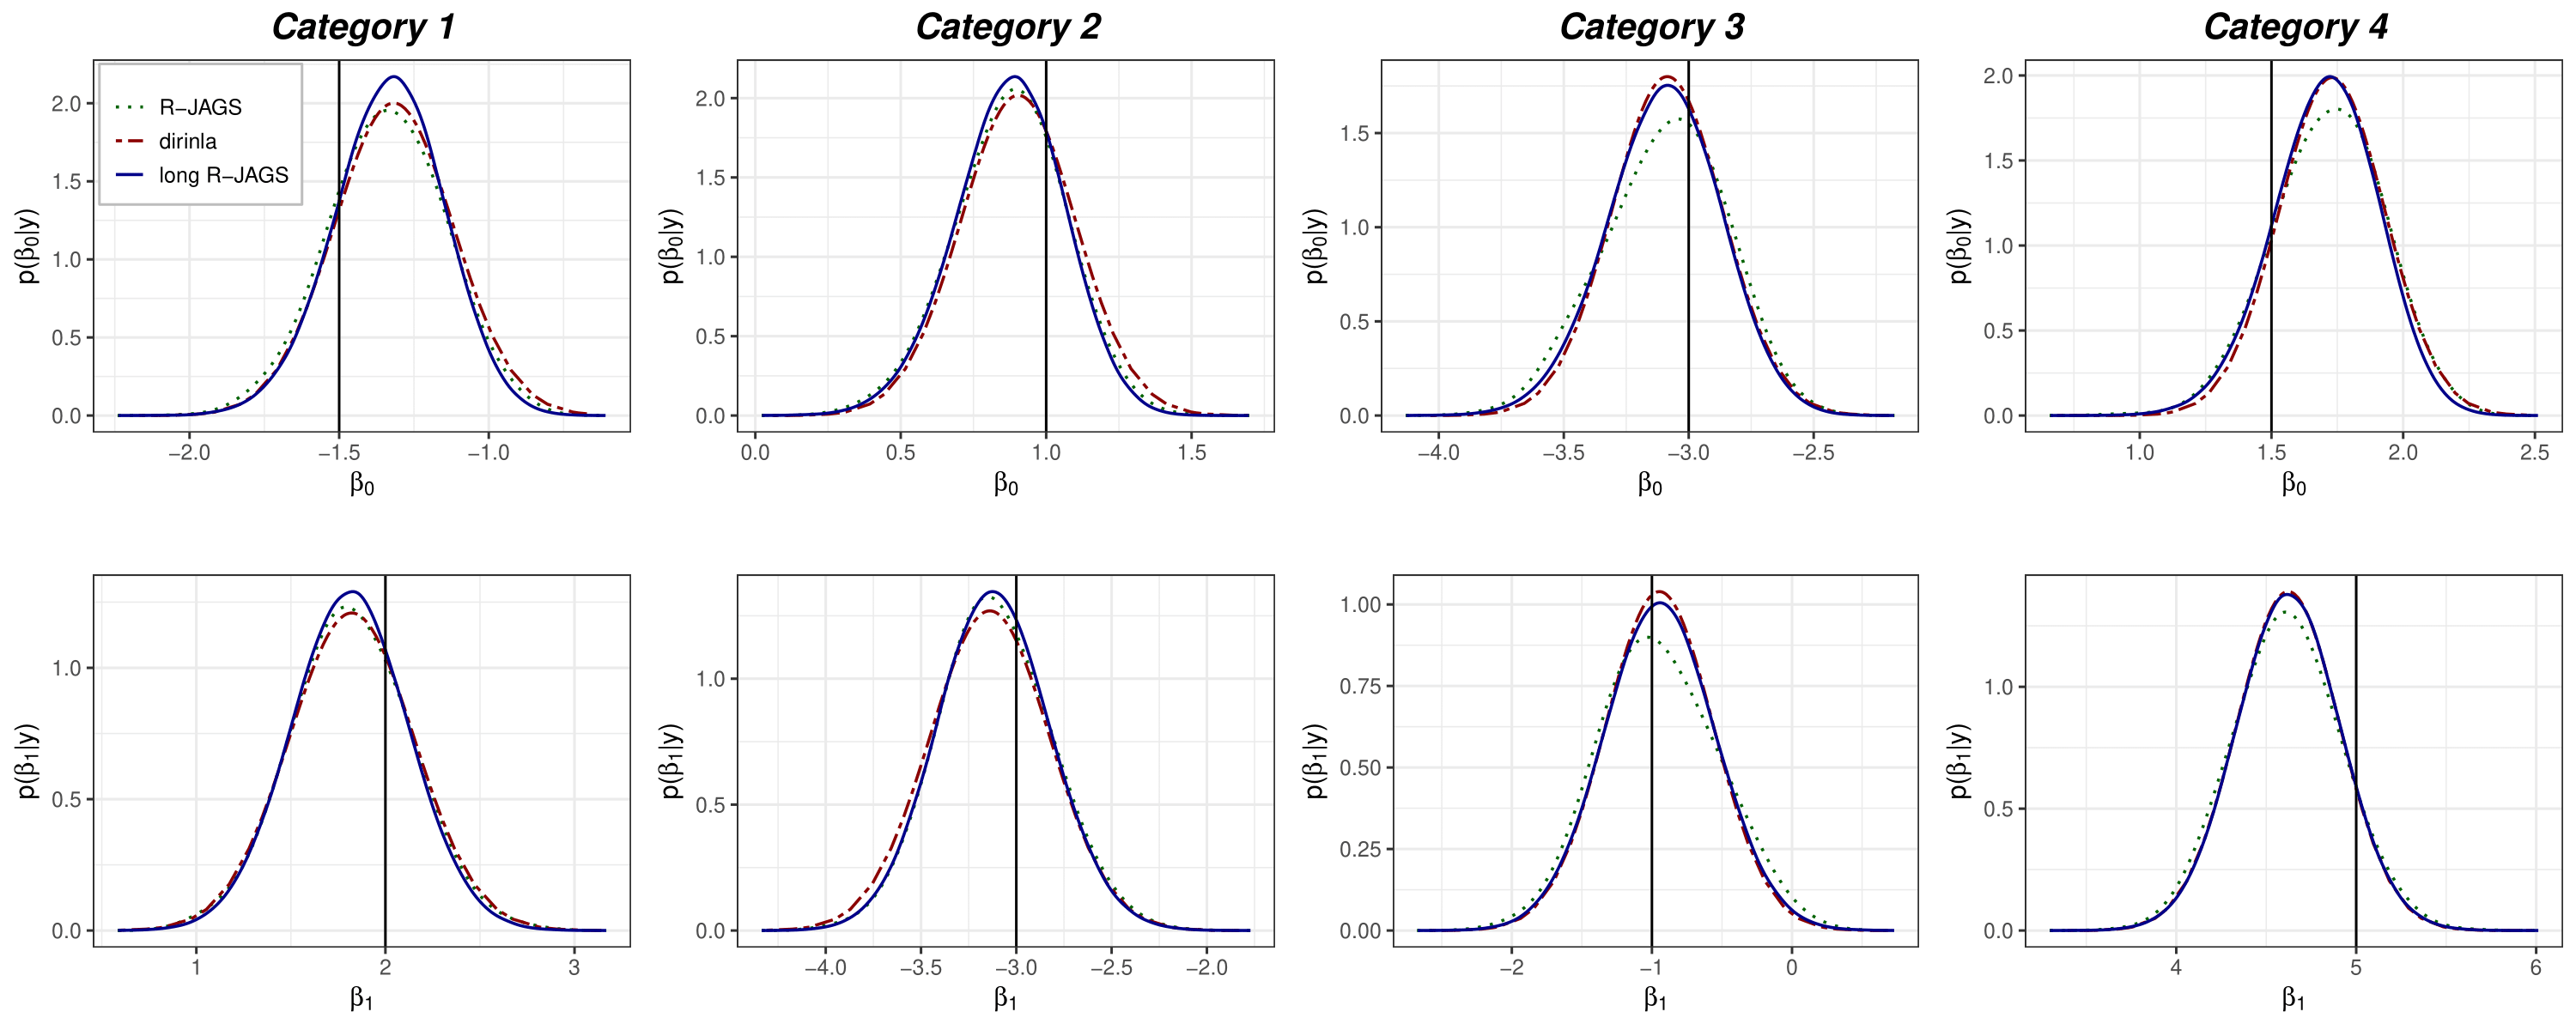 Category 1
Category 2
Category 3
Category 4
R−JAGS
dirinla
long R−JAGS
p(β₀|y)
2.0
1.5
1.0
0.5
0.0
−2.0
−1.5
−1.0
β₀
p(β₀|y)
2.0
1.5
1.0
0.5
0.0
0.0
0.5
1.0
1.5
β₀
p(β₀|y)
1.5
1.0
0.5
0.0
−4.0
−3.5
−3.0
−2.5
β₀
p(β₀|y)
2.0
1.5
1.0
0.5
0.0
1.0
1.5
2.0
2.5
β₀
p(β₁|y)
1.0
0.5
0.0
1
2
3
β₁
p(β₁|y)
1.0
0.5
0.0
−4.0
−3.5
−3.0
−2.5
−2.0
β₁
p(β₁|y)
1.00
0.75
0.50
0.25
0.00
−2
−1
0
β₁
p(β₁|y)
1.0
0.5
0.0
4
5
6
β₁